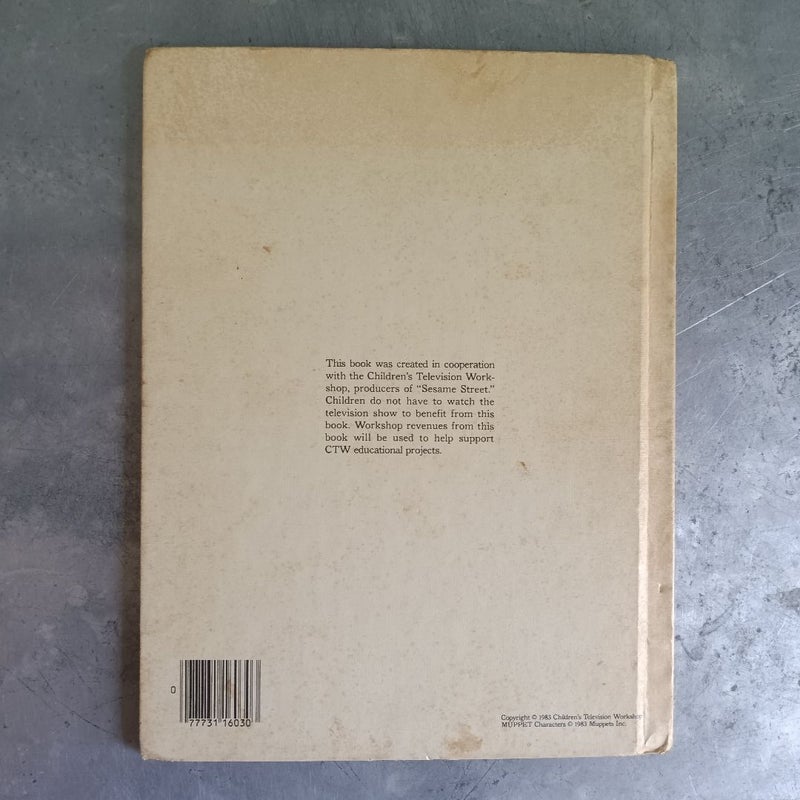 This book was created in cooperation
with the Children's Television Work-
shop, producers of "Sesame Street."
Children do not have to watch the
television show to benefit from this
book. Workshop revenues from this
book will be used to help support
CTW educational projects.
0
77731 16030
Copyright © 1983 Children's Television Workshop
MUPPET Characters © 1983 Muppets Inc.